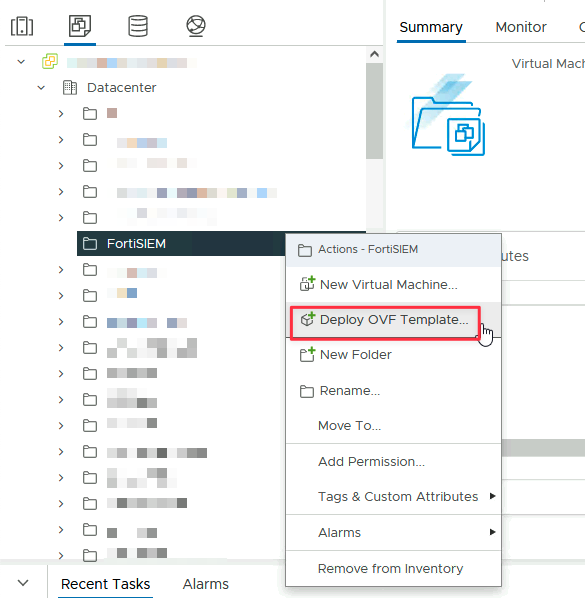 Summary
Monitor
Virtual Mach
Datacenter
FortiSIEM
Actions - FortiSIEM
utes
New Virtual Machine...
Deploy OVF Template...
New Folder
Rename...
Move To...
Add Permission...
Tags & Custom Attributes
Alarms
Remove from Inventory
Recent Tasks
Alarms